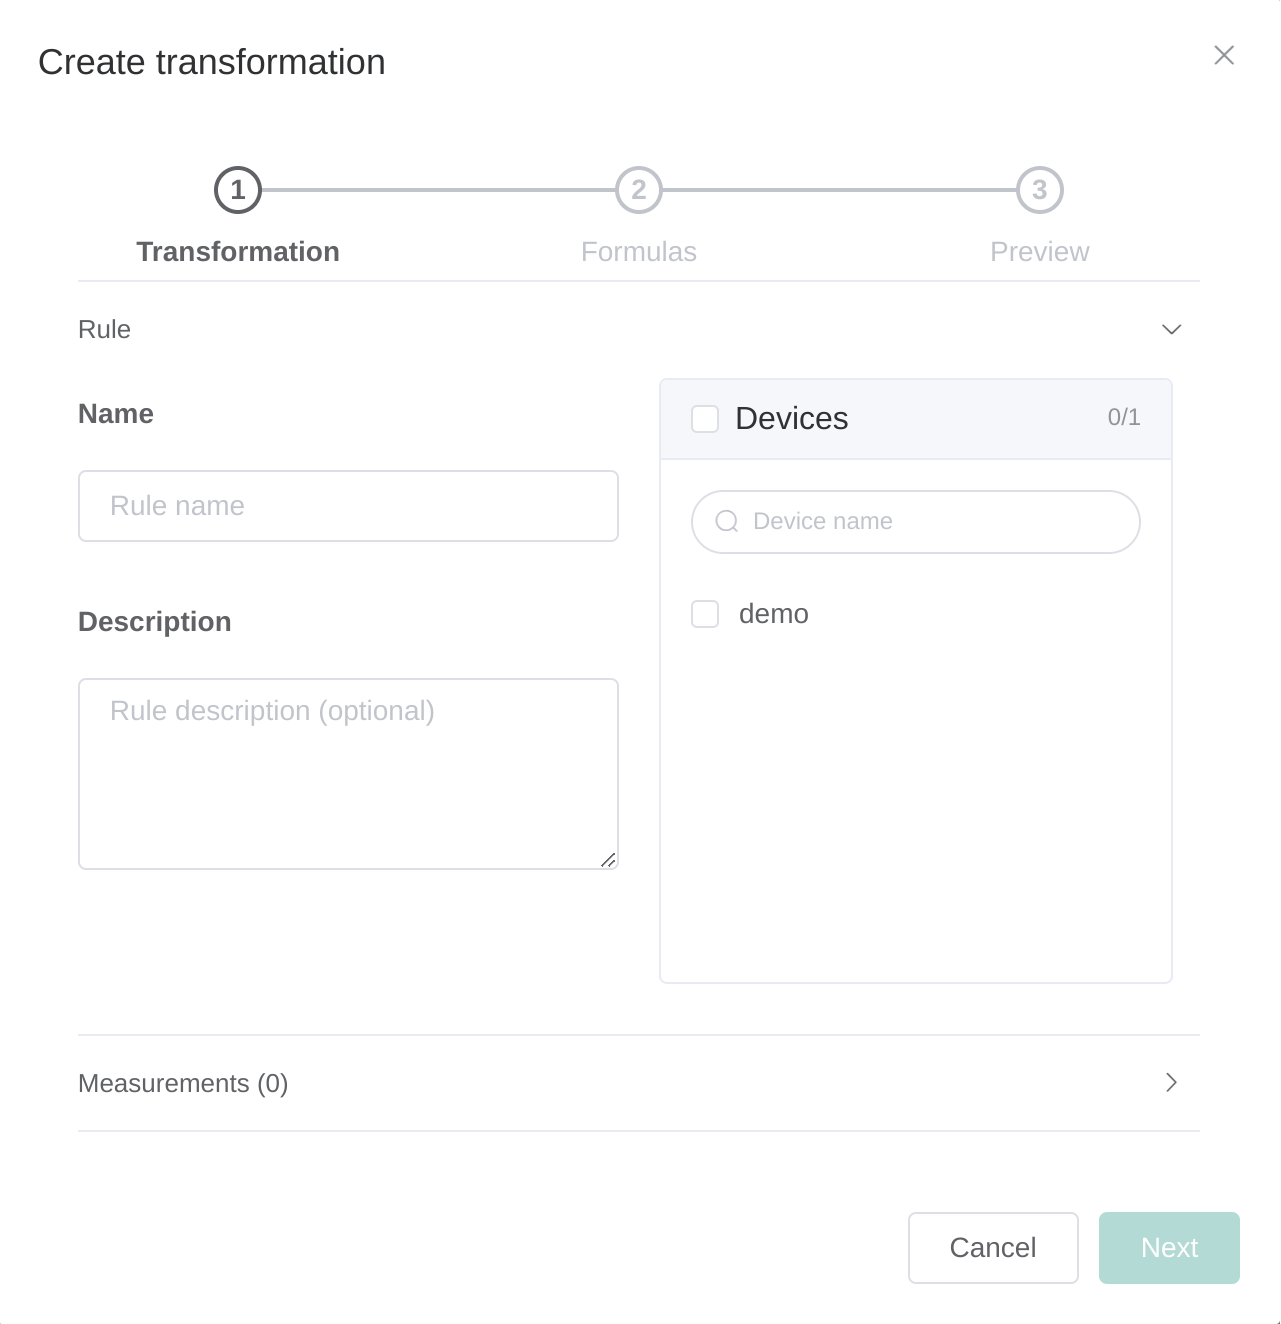 Create transformation
1
2
3
Transformation
Formulas
Preview
Rule
Name
Rule name
Description
Rule description (optional)
Devices
0/1
Device name
demo
Measurements (0)
Cancel
Next